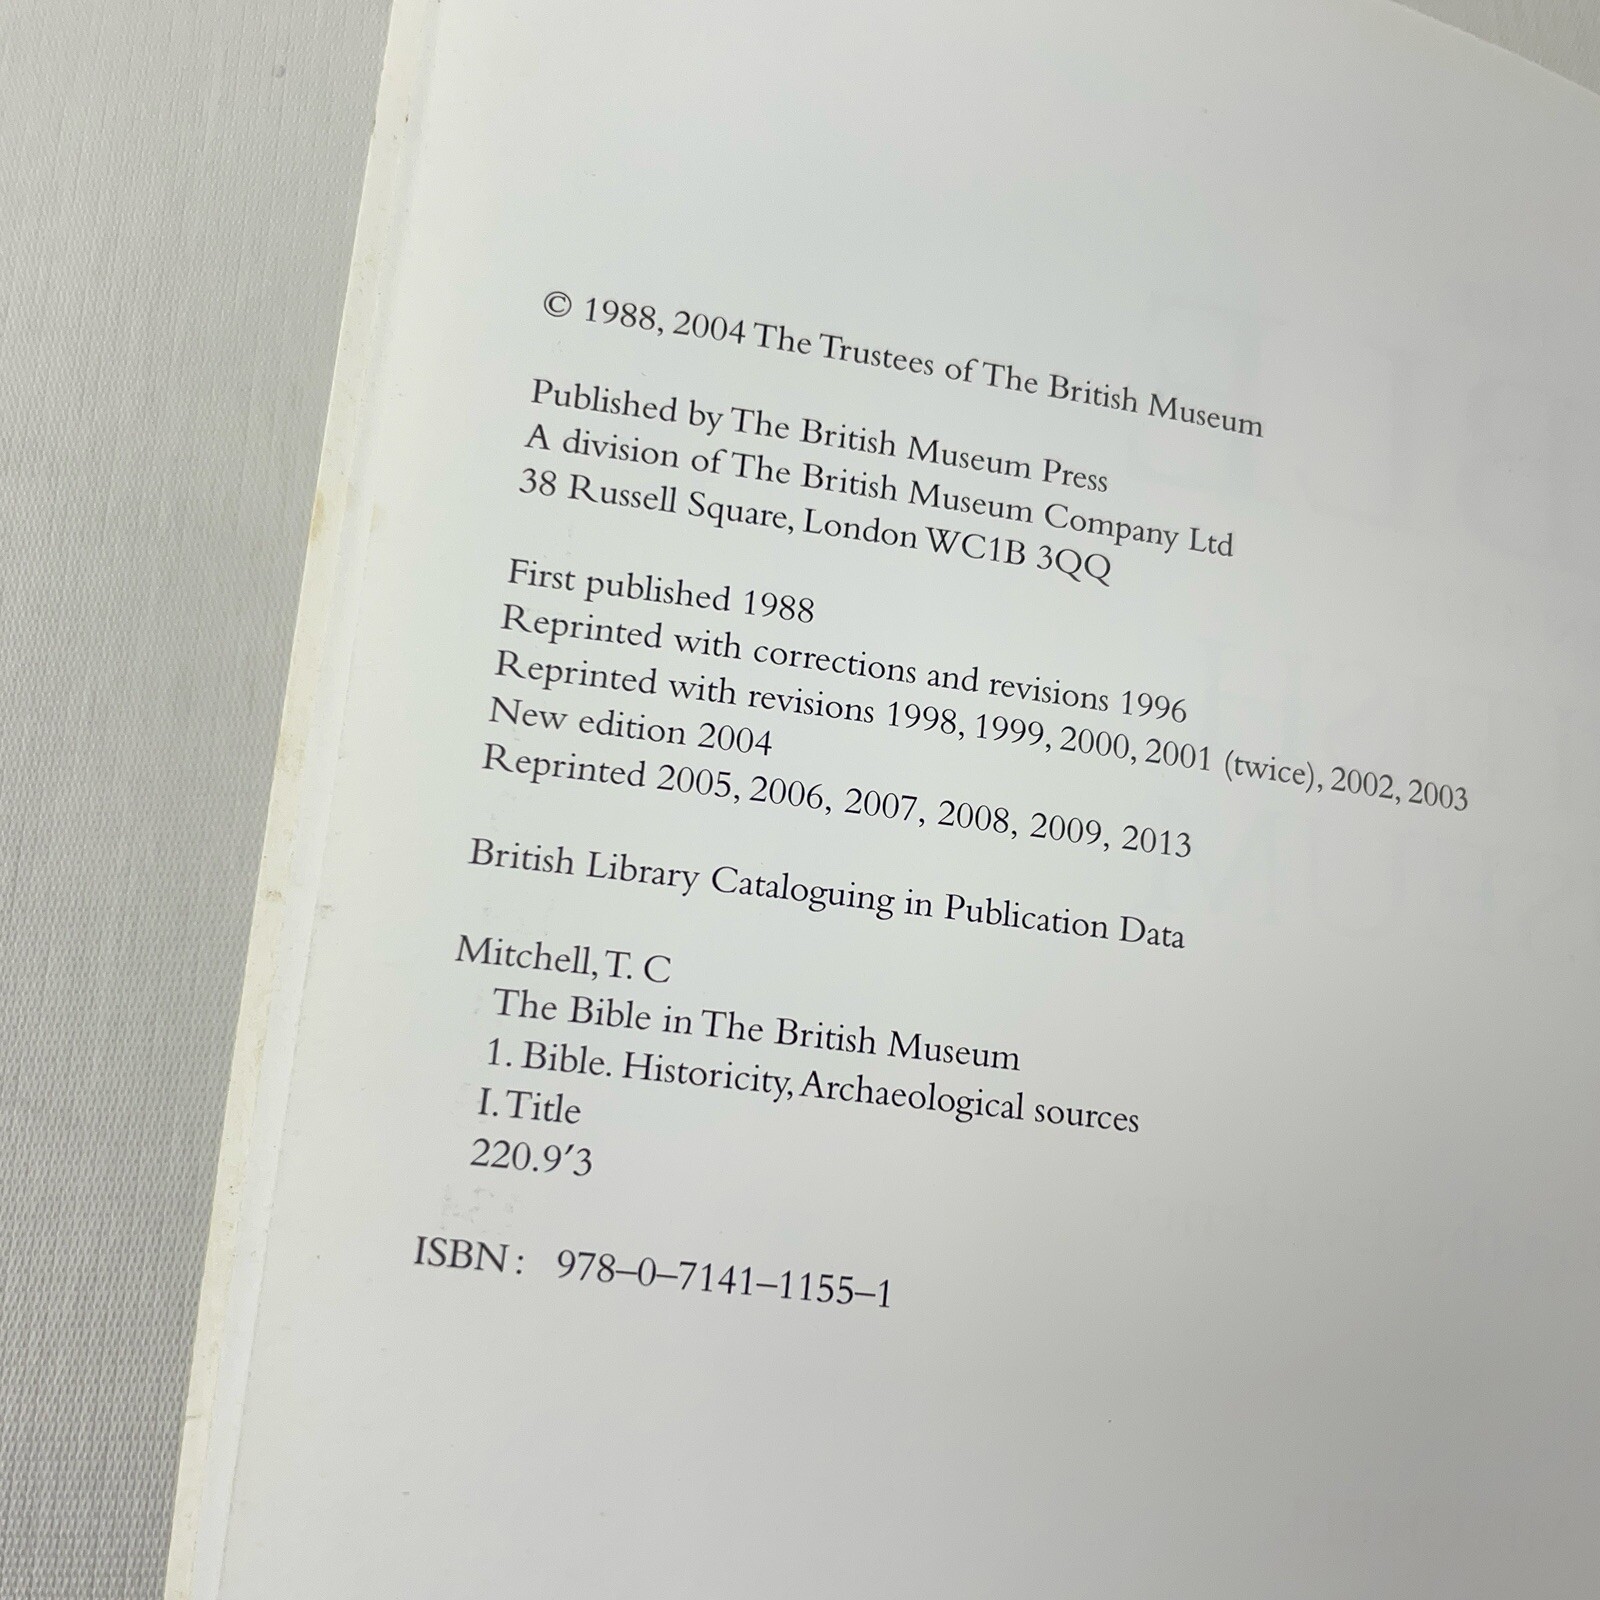 © 1988, 2004 The Trustees of The British Museum
Published by The British Museum Press
A division of The British Museum Company Ltd
38 Russell Square, London WC1B 3QQ
First published 1988
Reprinted with corrections and revisions 1996
Reprinted with revisions 1998, 1999, 2000, 2001 (twice), 2002, 2003
New edition 2004
Reprinted 2005, 2006, 2007, 2008, 2009, 2013
British Library Cataloguing in Publication Data
Mitchell, T. C
The Bible in The British Museum
1. Bible. Historicity, Archaeological sources
I. Title
220.9′3
ISBN: 978–0–7141–1155–1